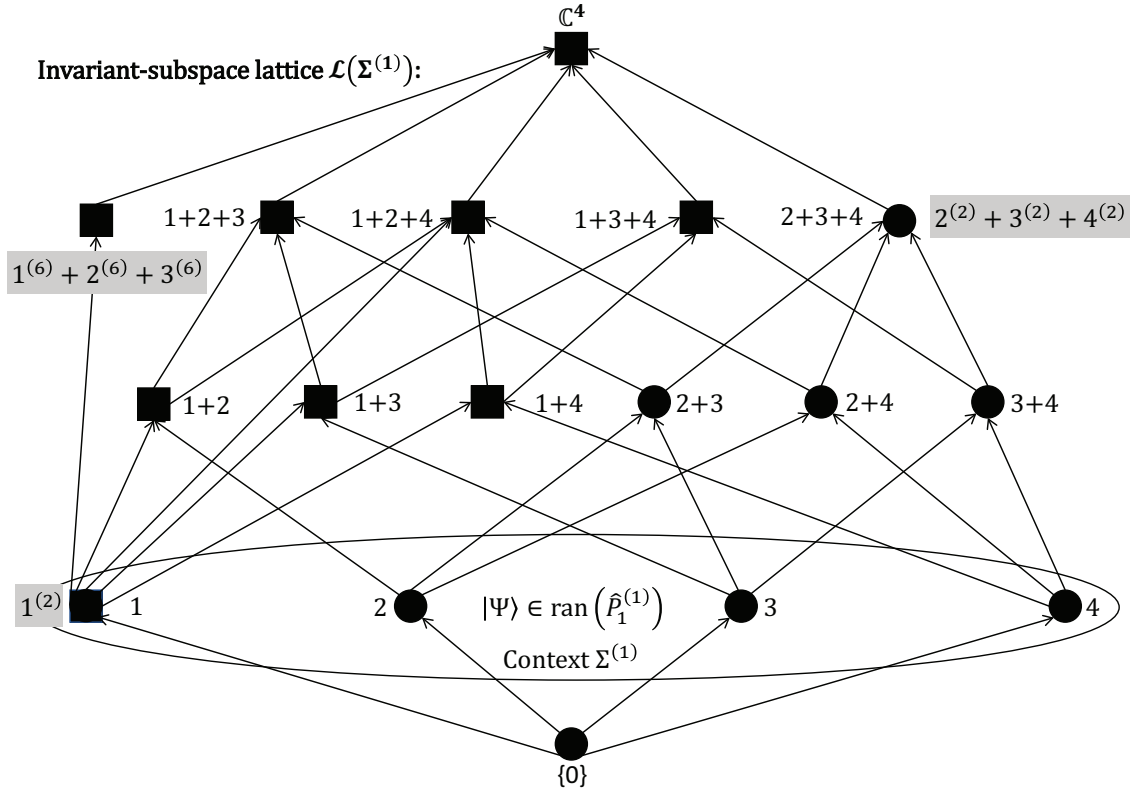 ℂ⁴
Invariant-subspace lattice 𝓛(Σ⁽¹⁾):
1+2+3
1+2+4
1+3+4
2+3+4
2⁽²⁾ + 3⁽²⁾ + 4⁽²⁾
1⁽⁶⁾ + 2⁽⁶⁾ + 3⁽⁶⁾
1+2
1+3
1+4
2+3
2+4
3+4
1⁽²⁾
1
2
|Ψ⟩ ∈ ran(P̂₁⁽¹⁾)
3
4
Context Σ⁽¹⁾
{0}